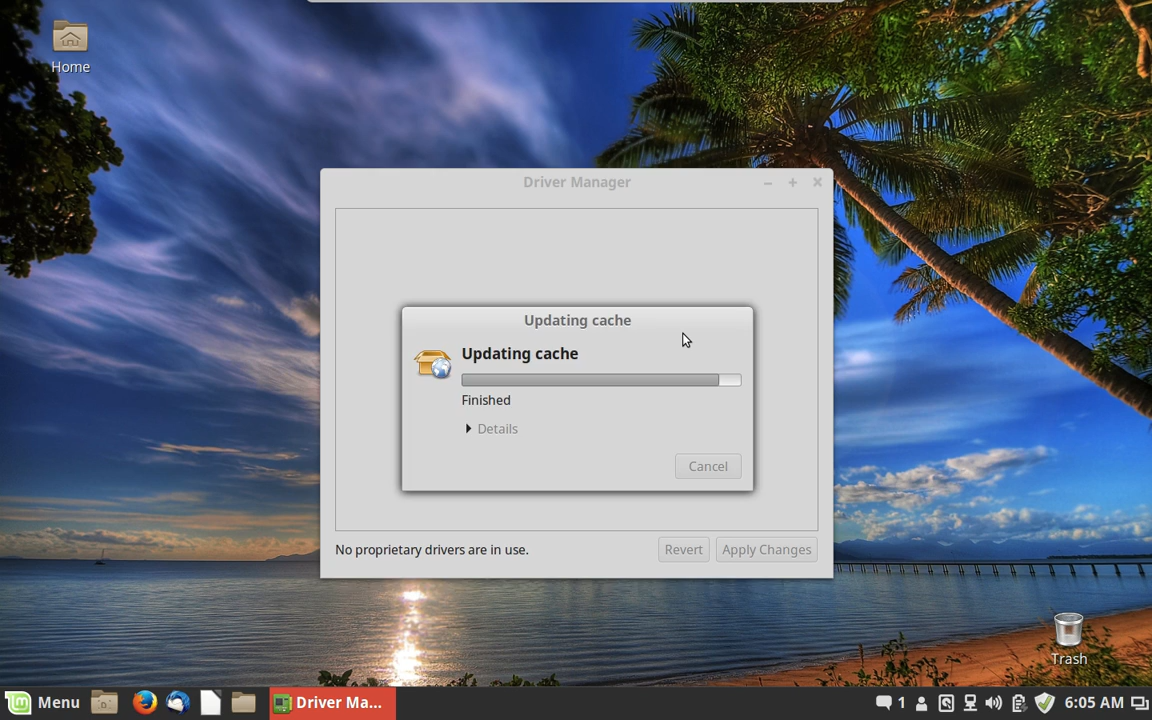 Home
Driver Manager
Updating cache
Updating cache
Finished
Details
Cancel
No proprietary drivers are in use.
Revert
Apply Changes
Trash
Menu
Driver Ma...
1
6:05 AM